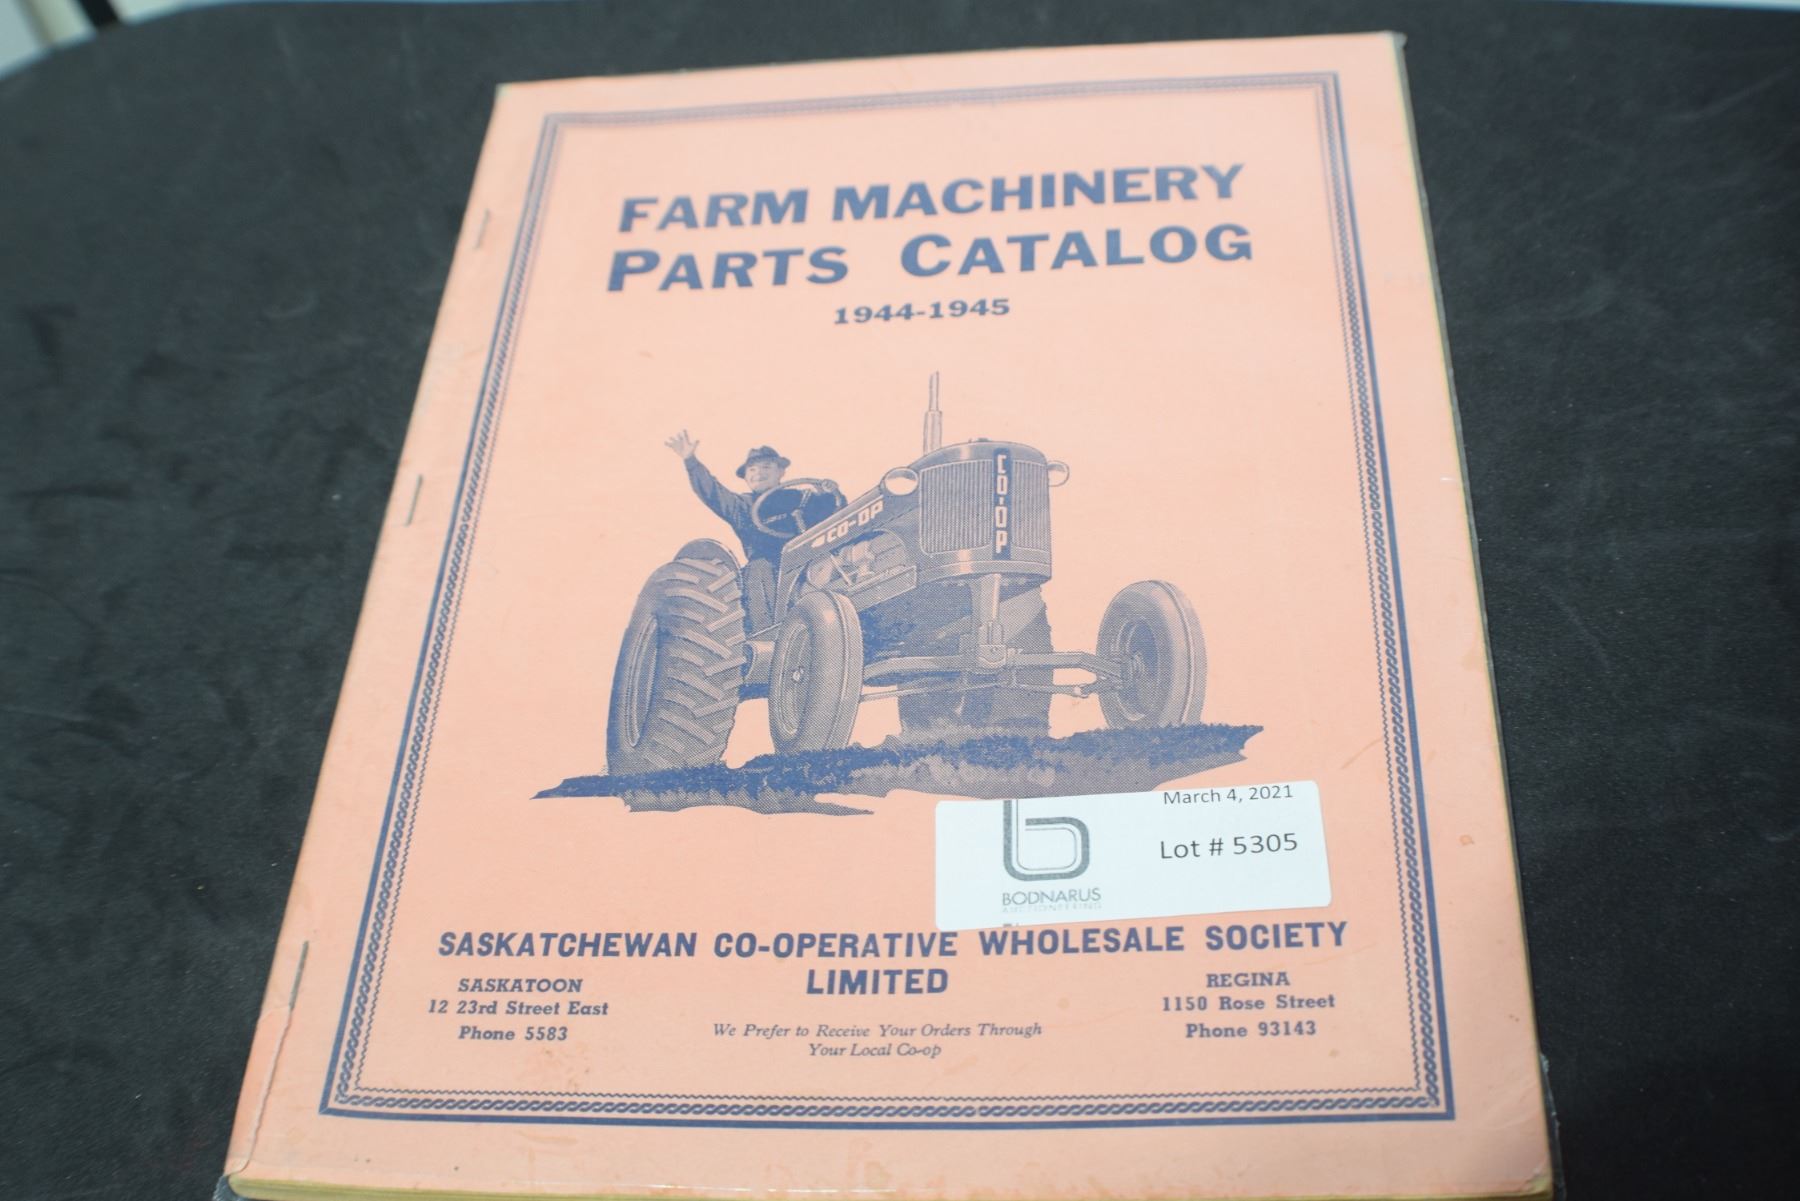 FARM MACHINERY
PARTS CATALOG
1944-1945
CO-OP
CO-OP
March 4, 2021
Lot # 5305
BODNARUS
AUCTIONEERING
SASKATCHEWAN CO-OPERATIVE WHOLESALE SOCIETY
LIMITED
SASKATOON
12 23rd Street East
Phone 5583
We Prefer to Receive Your Orders Through
Your Local Co-op
REGINA
1150 Rose Street
Phone 93143